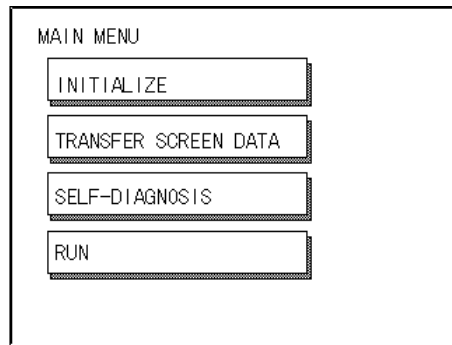 MAIN MENU
INITIALIZE
TRANSFER SCREEN DATA
SELF-DIAGNOSIS
RUN